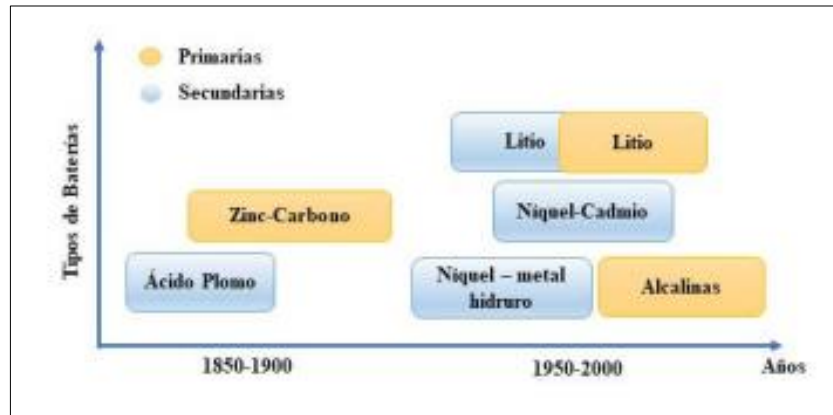 Primarias
Secundarias
Tipos de Baterías
Litio
Litio
Zinc-Carbono
Níquel-Cadmio
Ácido Plomo
Níquel – metal
hidruro
Alcalinas
1850-1900
1950-2000
Años